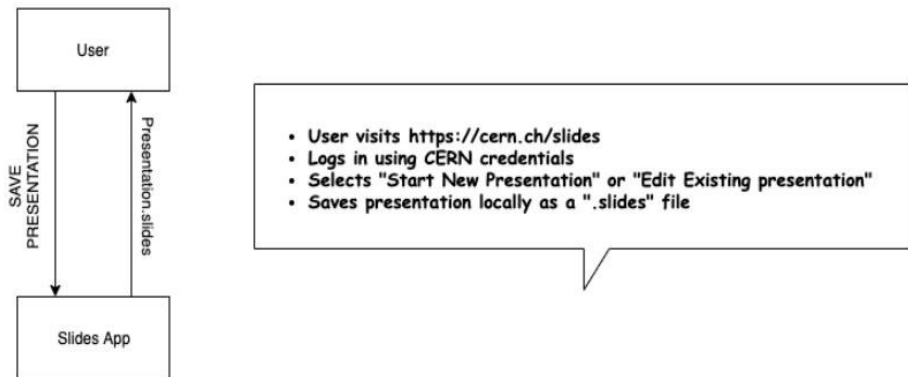 User
SAVE
PRESENTATION
Presentation.slides
Slides App
• User visits https://cern.ch/slides
• Logs in using CERN credentials
• Selects "Start New Presentation" or "Edit Existing presentation"
• Saves presentation locally as a ".slides" file